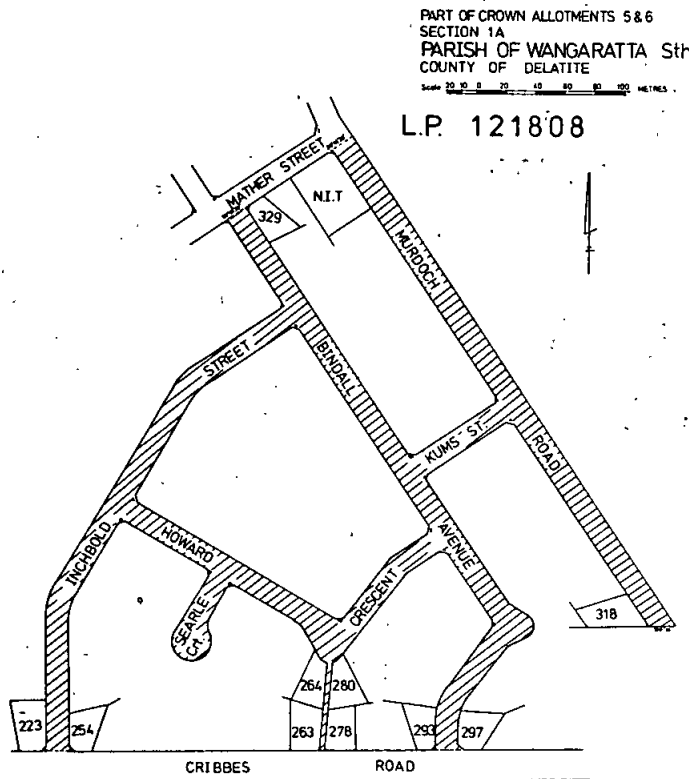 PART OF CROWN ALLOTMENTS 5&6
SECTION 1A
PARISH OF WANGARATTA Sth
COUNTY OF DELATITE
Scale 20 10 0 20 40 60 80 100 METRES
L.P. 121808
MATHER STREET
N.I.T
329
MURDOCH
STREET
BINDALL
KUMS ST.
ROAD
INCHBOLD
HOWARD
AVENUE
CRESCENT
SEARLE
Crt
318
264 280
223 254 263 278 293 297
CRIBBES ROAD